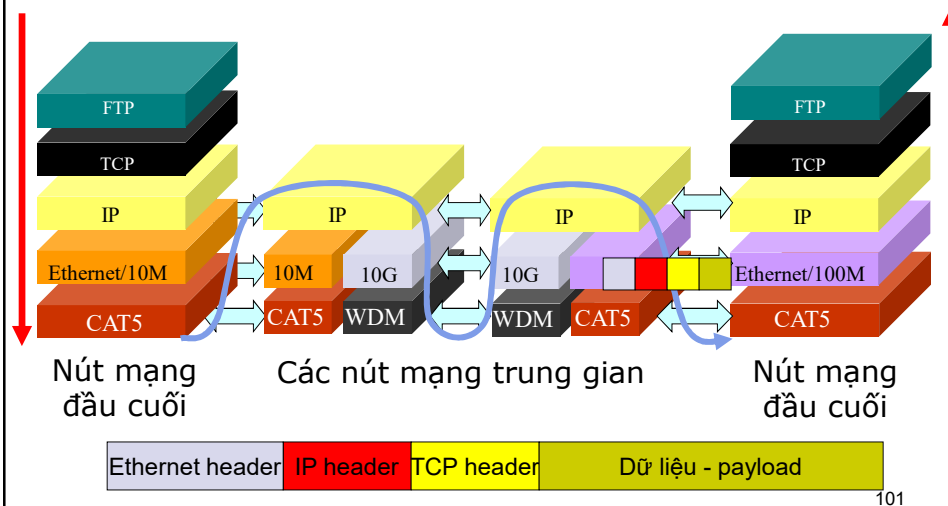 FTP
TCP
IP
Ethernet/10M
CAT5
IP
10M
10G
CAT5
WDM
IP
10G
WDM
CAT5
FTP
TCP
IP
Ethernet/100M
CAT5
Nút mạng
đầu cuối
Các nút mạng trung gian
Nút mạng
đầu cuối
Ethernet header
IP header
TCP header
Dữ liệu - payload
101